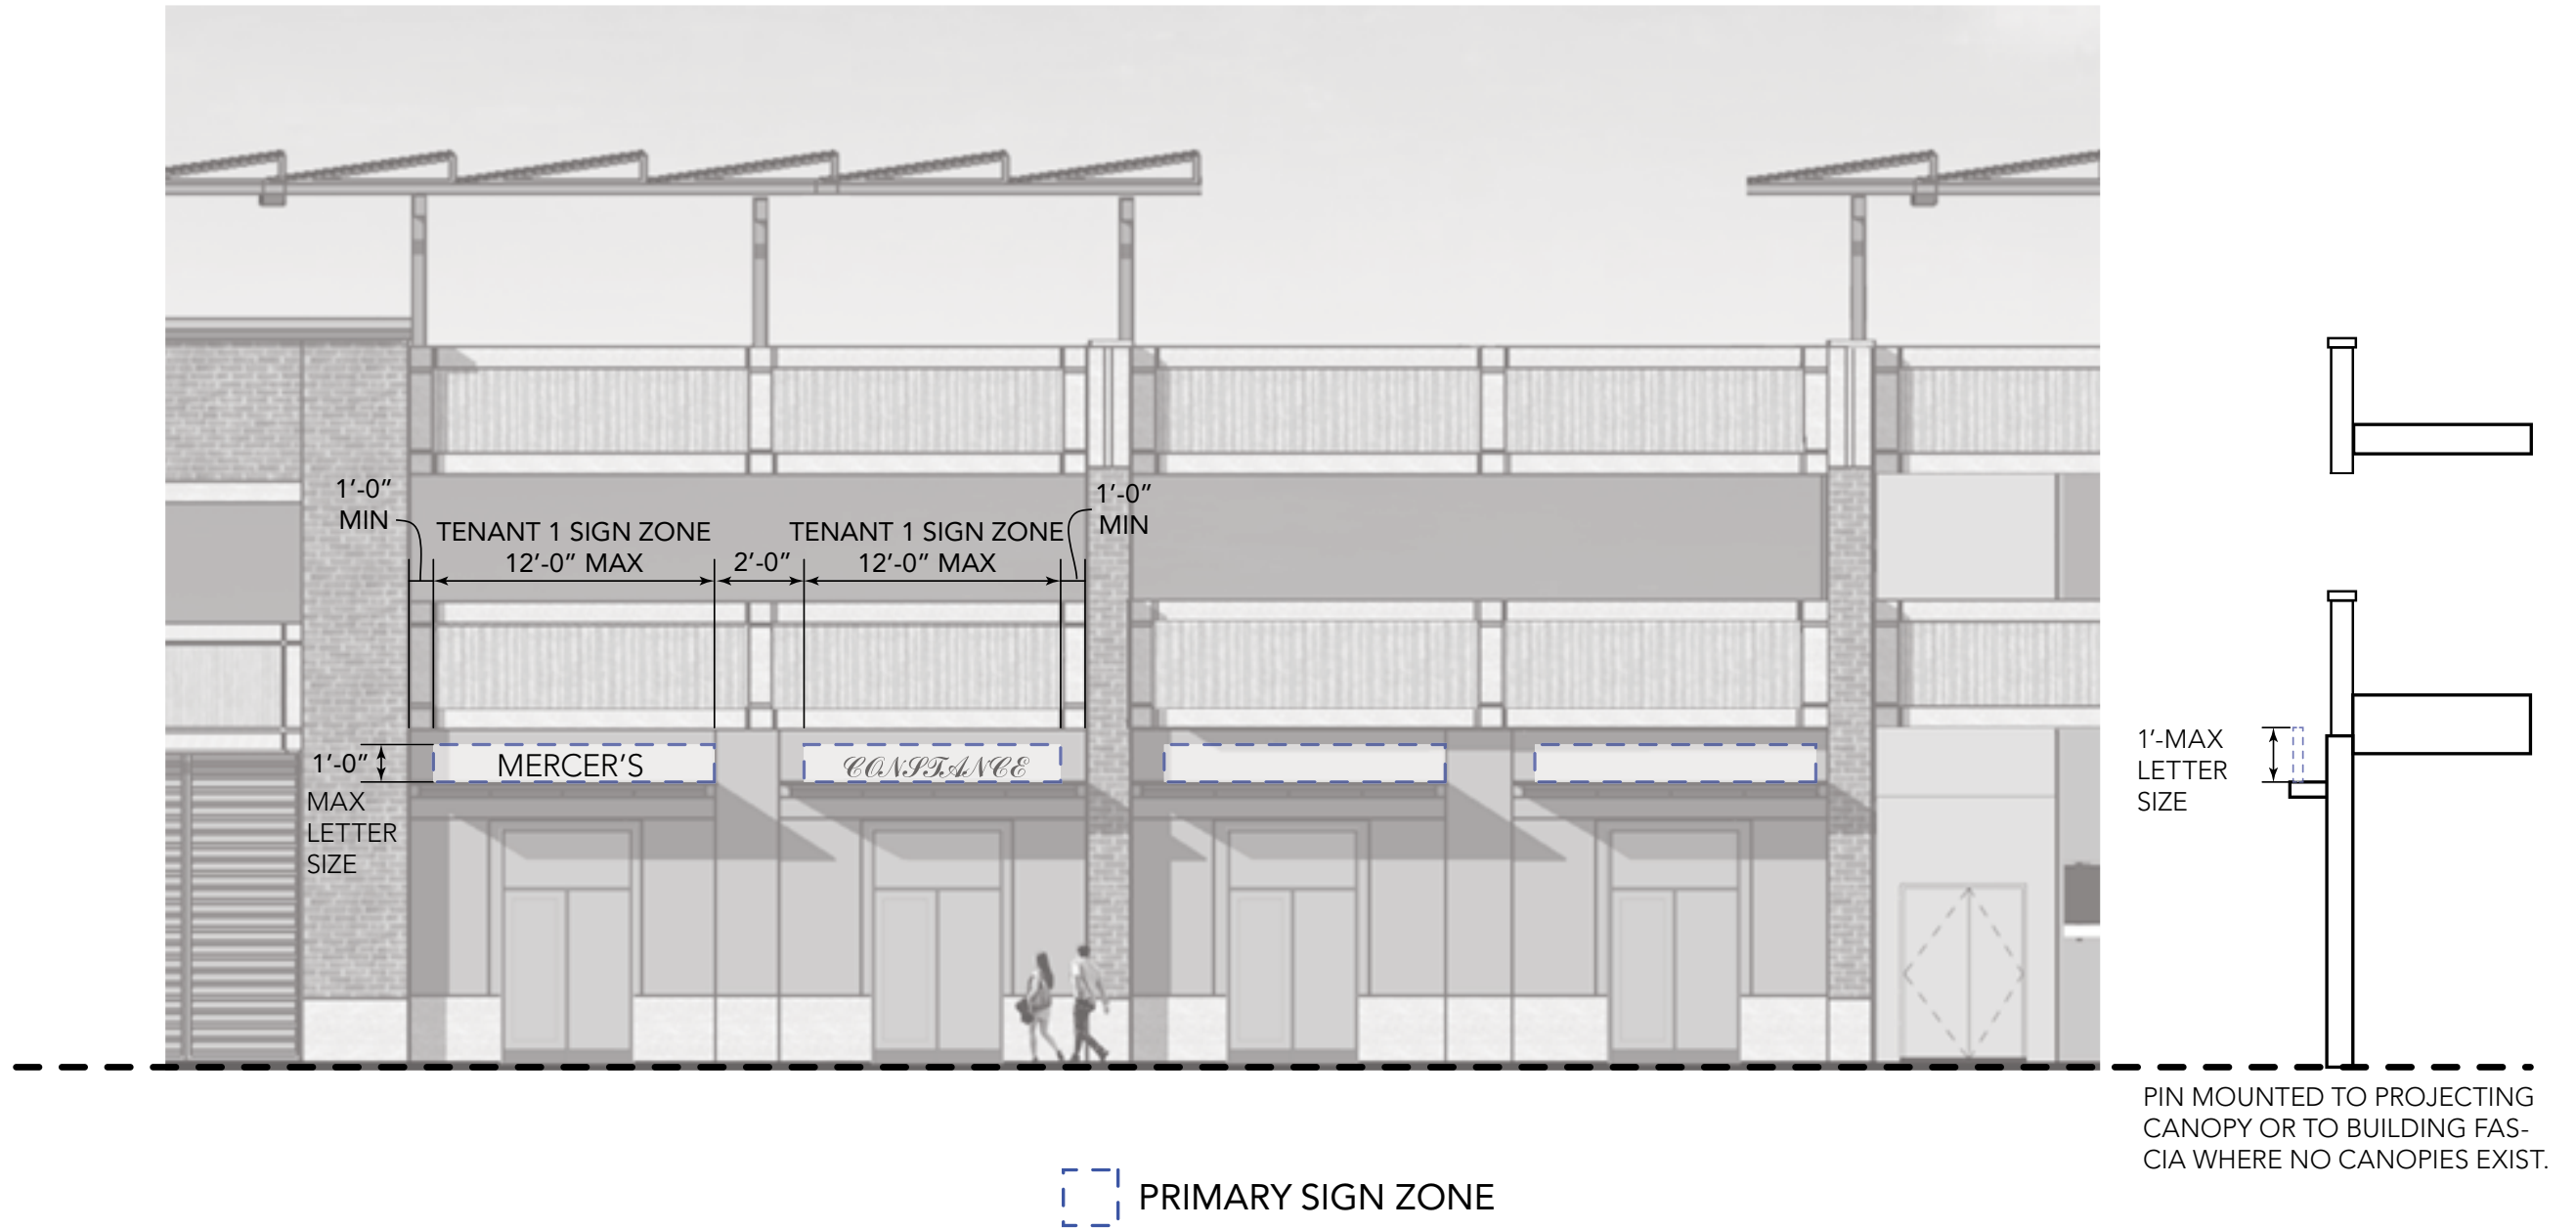 1’-0”
MIN
TENANT 1 SIGN ZONE
12’-0” MAX
2’-0”
TENANT 1 SIGN ZONE
12’-0” MAX
1’-0”
MIN
1’-0”
MAX
LETTER
SIZE
MERCER’S
CONSTANCE
1’-MAX
LETTER
SIZE
PIN MOUNTED TO PROJECTING
CANOPY OR TO BUILDING FAS-
CIA WHERE NO CANOPIES EXIST.
PRIMARY SIGN ZONE